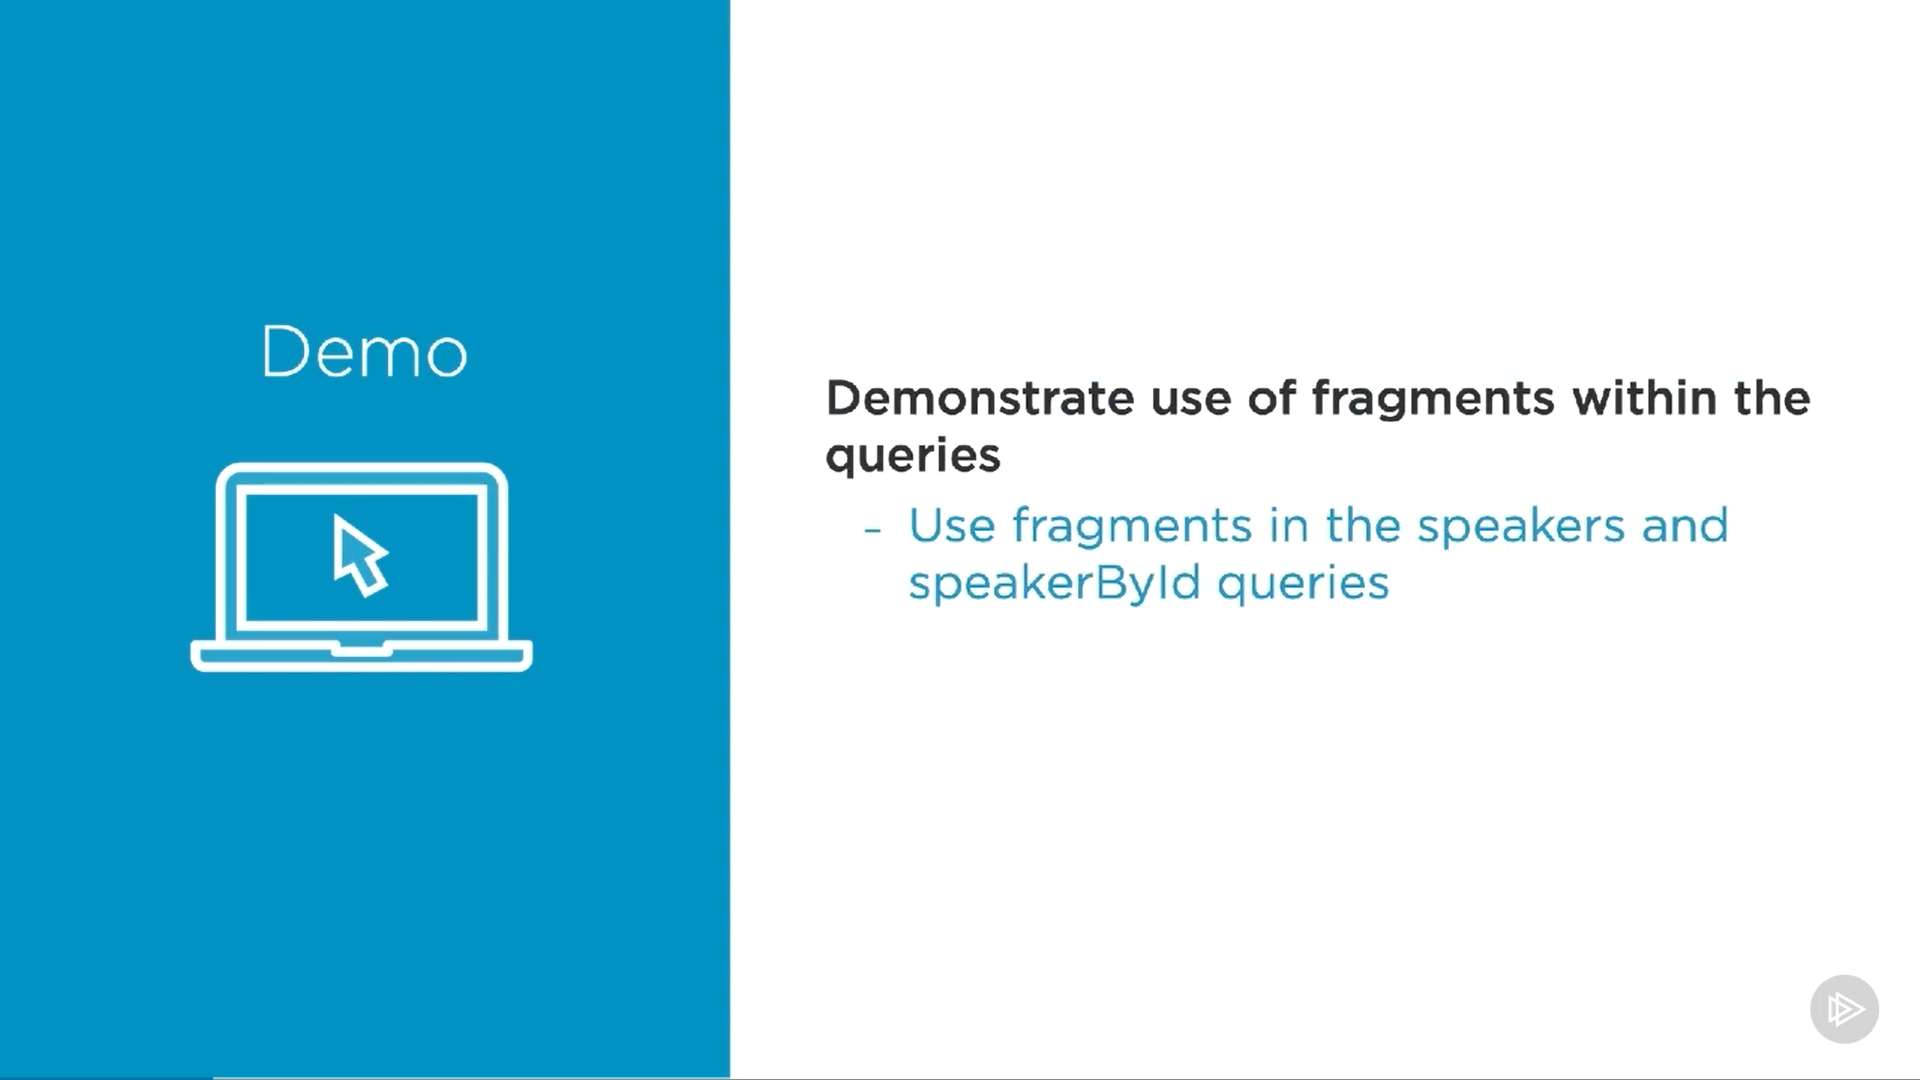 Demo
Demonstrate use of fragments within the
queries
- Use fragments in the speakers and
speakerById queries